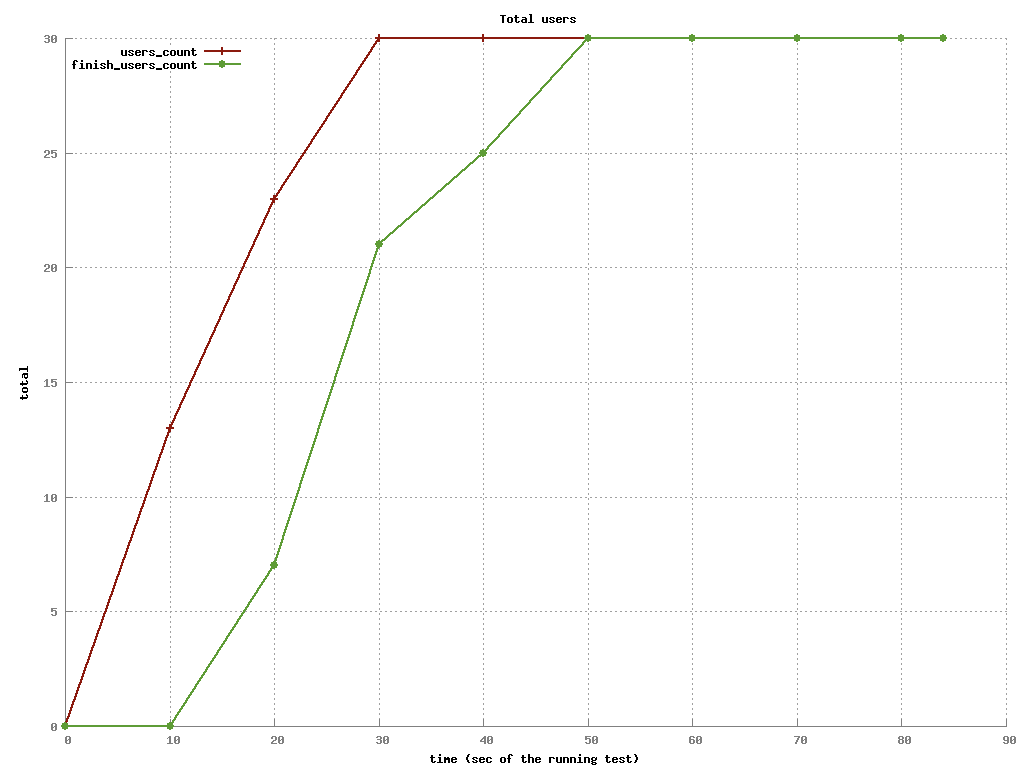 Total users
users_count
finish_users_count
30
25
20
15
10
5
0
total
0 10 20 30 40 50 60 70 80 90
time (sec of the running test)